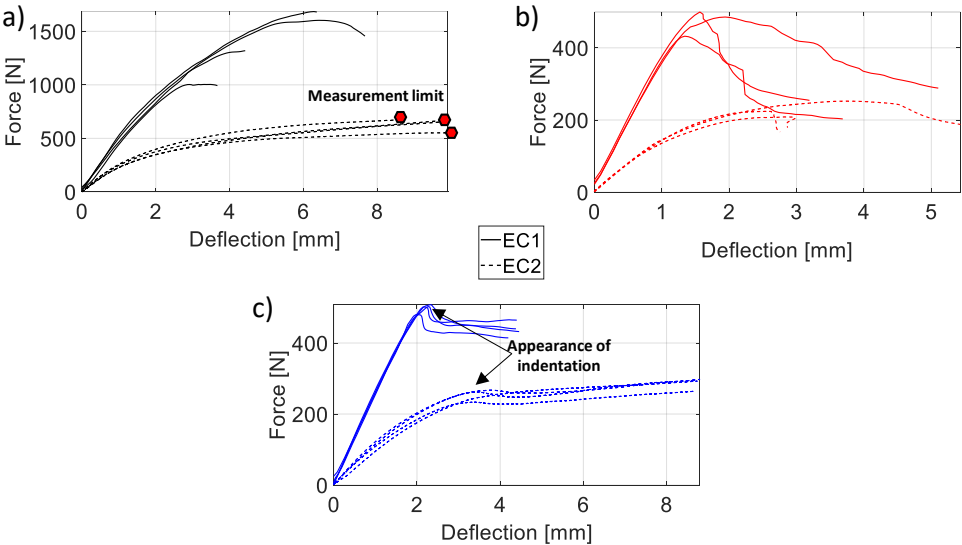 a)
1500
1000
500
0
Force [N]
Measurement limit
0 2 4 6 8
Deflection [mm]
b)
400
200
0
Force [N]
0 1 2 3 4 5
Deflection [mm]
EC1
EC2
c)
400
200
0
Force [N]
Appearance of
indentation
0 2 4 6 8
Deflection [mm]